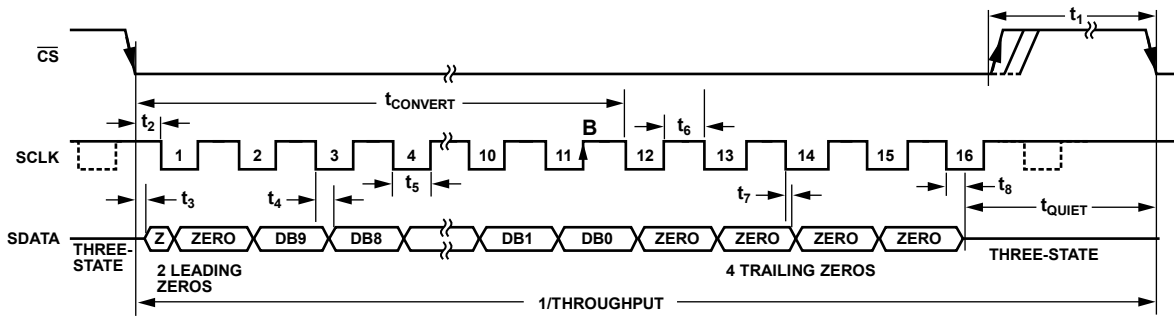 t1
CS
tCONVERT
t2
B
t6
SCLK
1
2
3
4
10
11
12
13
14
15
16
t3
t4
t5
t7
t8
tQUIET
SDATA
Z
ZERO
DB9
DB8
DB1
DB0
ZERO
ZERO
ZERO
ZERO
THREE-
STATE
2 LEADING
ZEROS
4 TRAILING ZEROS
THREE-STATE
1/THROUGHPUT